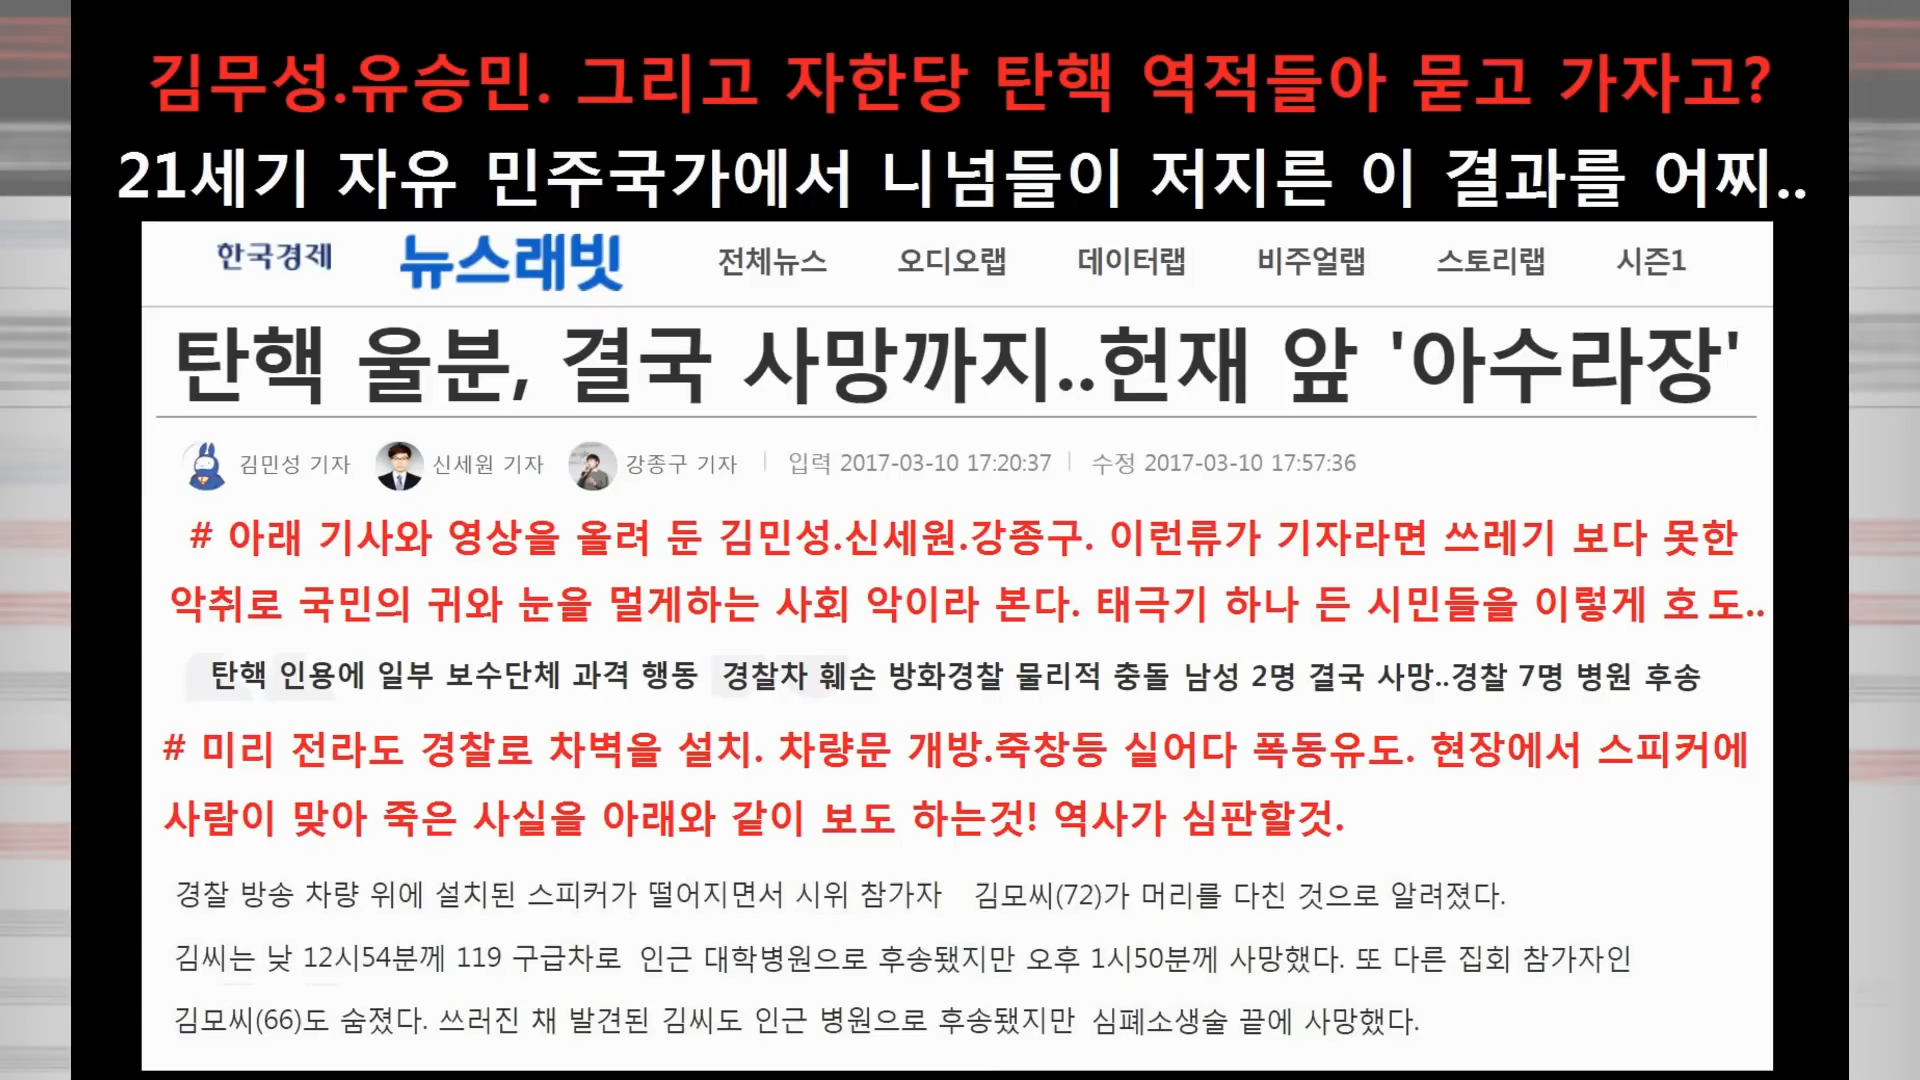 김무성.유승민. 그리고 자한당 탄핵 역적들아 묻고 가자고?
21세기 자유 민주국가에서 니넘들이 저지른 이 결과를 어찌..
한국경제 뉴스래빗 전체뉴스 오디오랩 데이터랩 비주얼랩 스토리랩 시즌1
탄핵 울분, 결국 사망까지..헌재 앞 '아수라장'
김민성 기자 신세원 기자 강종구 기자 | 입력 2017-03-10 17:20:37 | 수정 2017-03-10 17:57:36
# 아래 기사와 영상을 올려 둔 김민성.신세원.강종구. 이런류가 기자라면 쓰레기 보다 못한
악취로 국민의 귀와 눈을 멀게하는 사회 악이라 본다. 태극기 하나 든 시민들을 이렇게 호 도..
탄핵 인용에 일부 보수단체 과격 행동 경찰차 훼손 방화경찰 물리적 충돌 남성 2명 결국 사망..경찰 7명 병원 후송
# 미리 전라도 경찰로 차벽을 설치. 차량문 개방.죽창등 실어다 폭동유도. 현장에서 스피커에
사람이 맞아 죽은 사실을 아래와 같이 보도 하는것! 역사가 심판할것.
경찰 방송 차량 위에 설치된 스피커가 떨어지면서 시위 참가자 김모씨(72)가 머리를 다친 것으로 알려졌다.
김씨는 낮 12시54분께 119 구급차로 인근 대학병원으로 후송됐지만 오후 1시50분께 사망했다. 또 다른 집회 참가자인
김모씨(66)도 숨졌다. 쓰러진 채 발견된 김씨도 인근 병원으로 후송됐지만 심폐소생술 끝에 사망했다.